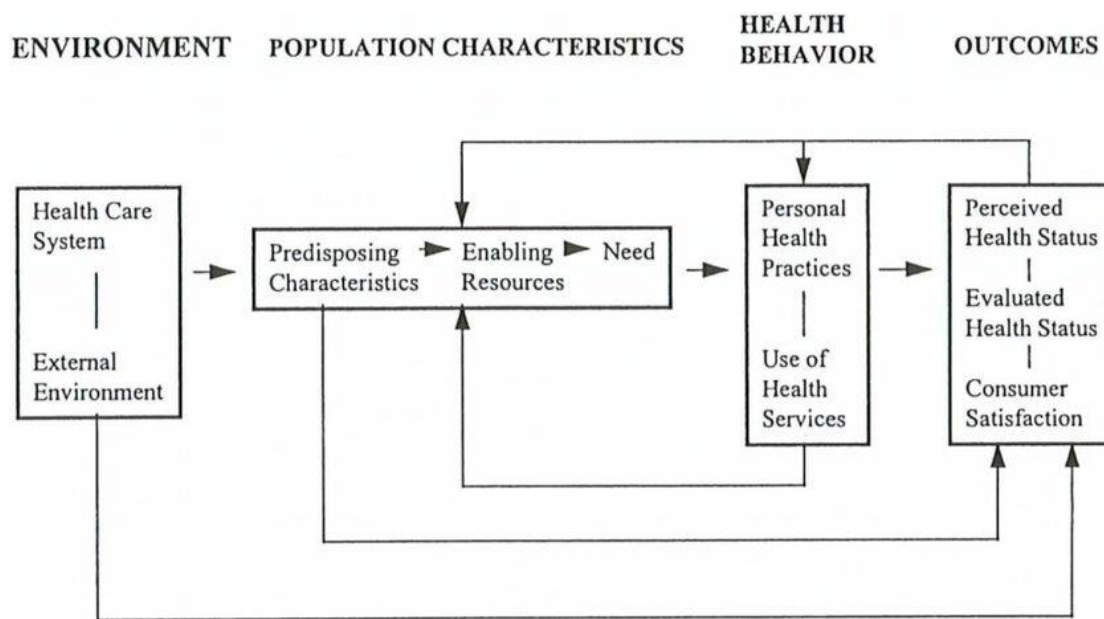 ENVIRONMENT
POPULATION CHARACTERISTICS
HEALTH
BEHAVIOR
OUTCOMES
Health Care
System
External
Environment
Predisposing
Characteristics
Enabling
Resources
Need
Personal
Health
Practices
Use of
Health
Services
Perceived
Health Status
Evaluated
Health Status
Consumer
Satisfaction